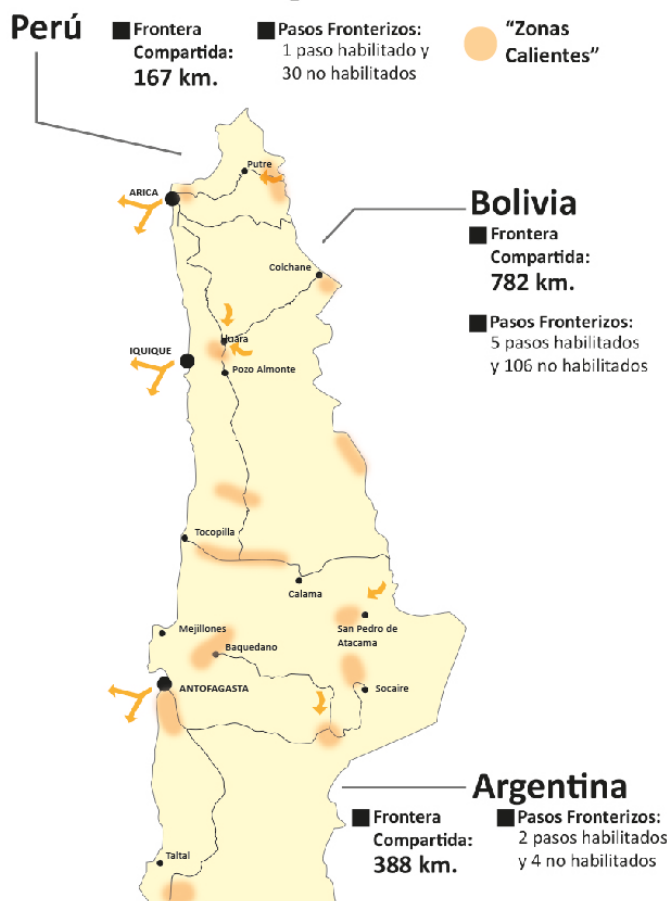 Perú
Frontera
Compartida:
167 km.
Pasos Fronterizos:
1 paso habilitado y
30 no habilitados
“Zonas
Calientes”
Putre
ARICA
Bolivia
Frontera
Compartida:
782 km.
Pasos Fronterizos:
5 pasos habilitados
y 106 no habilitados
Colchane
Huara
IQUIQUE
Pozo Almonte
Tocopilla
Calama
Mejillones
San Pedro de
Atacama
Baquedano
ANTOFAGASTA
Socaire
Argentina
Frontera
Compartida:
388 km.
Pasos Fronterizos:
2 pasos habilitados
y 4 no habilitados
Taltal